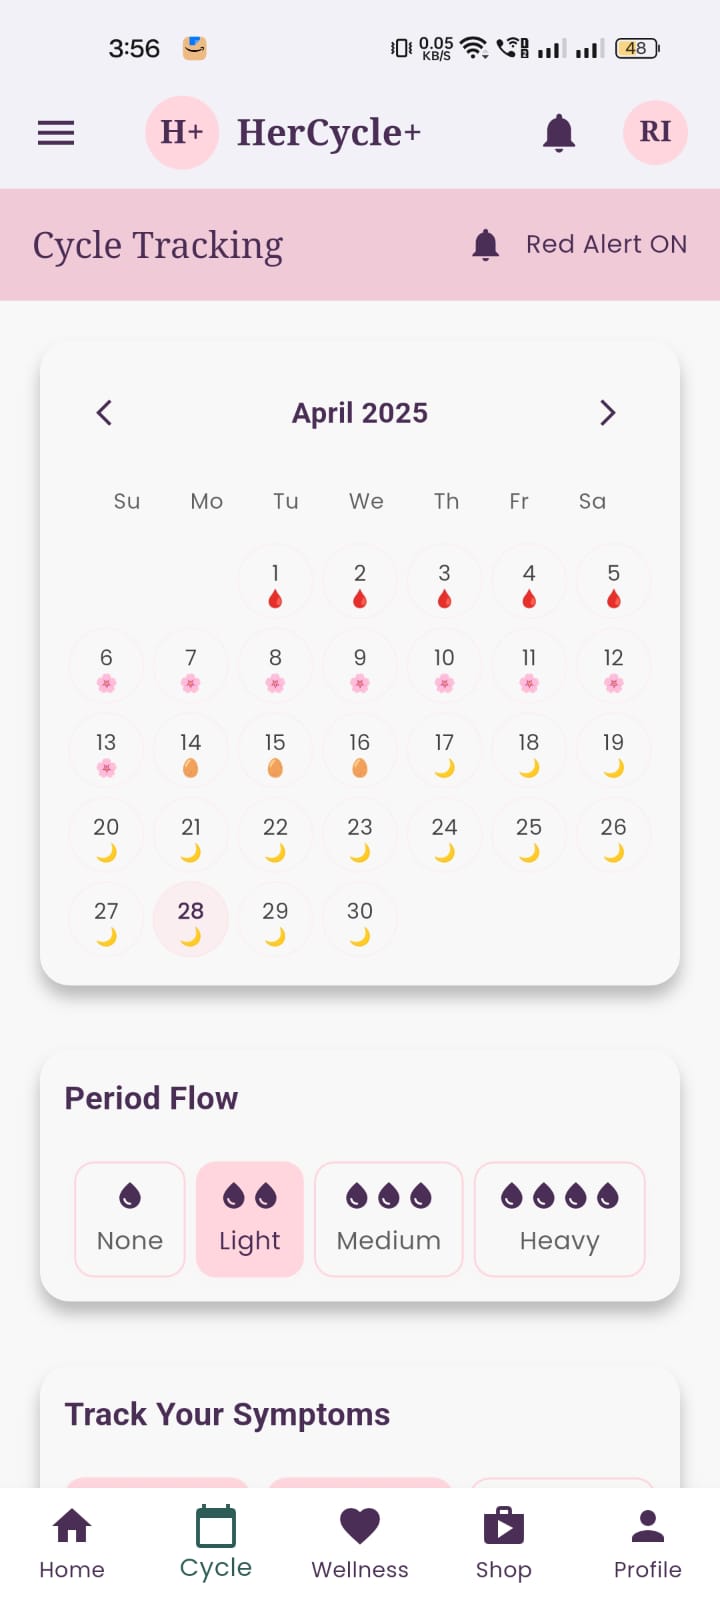 3:56 0.05 KB/S 1 2 48
H+ HerCycle+ RI
Cycle Tracking Red Alert ON
April 2025
Su Mo Tu We Th Fr Sa
1 2 3 4 5
6 7 8 9 10 11 12
13 14 15 16 17 18 19
20 21 22 23 24 25 26
27 28 29 30
Period Flow
None Light Medium Heavy
Track Your Symptoms
Home Cycle Wellness Shop Profile